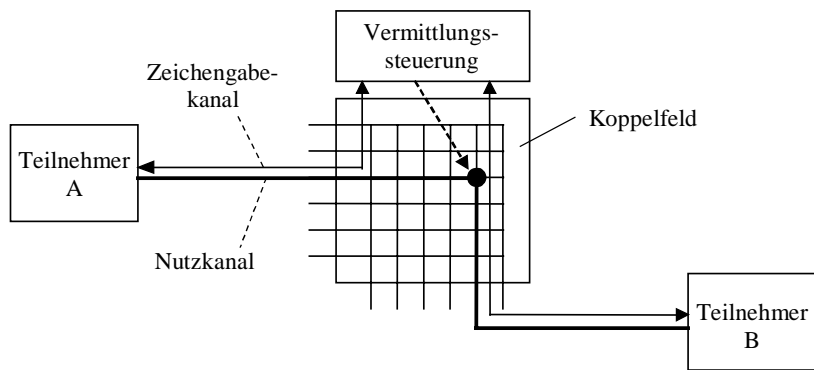 Vermittlungs-
steuerung
Zeichengabe-
kanal
Koppelfeld
Teilnehmer
A
Nutzkanal
Teilnehmer
B